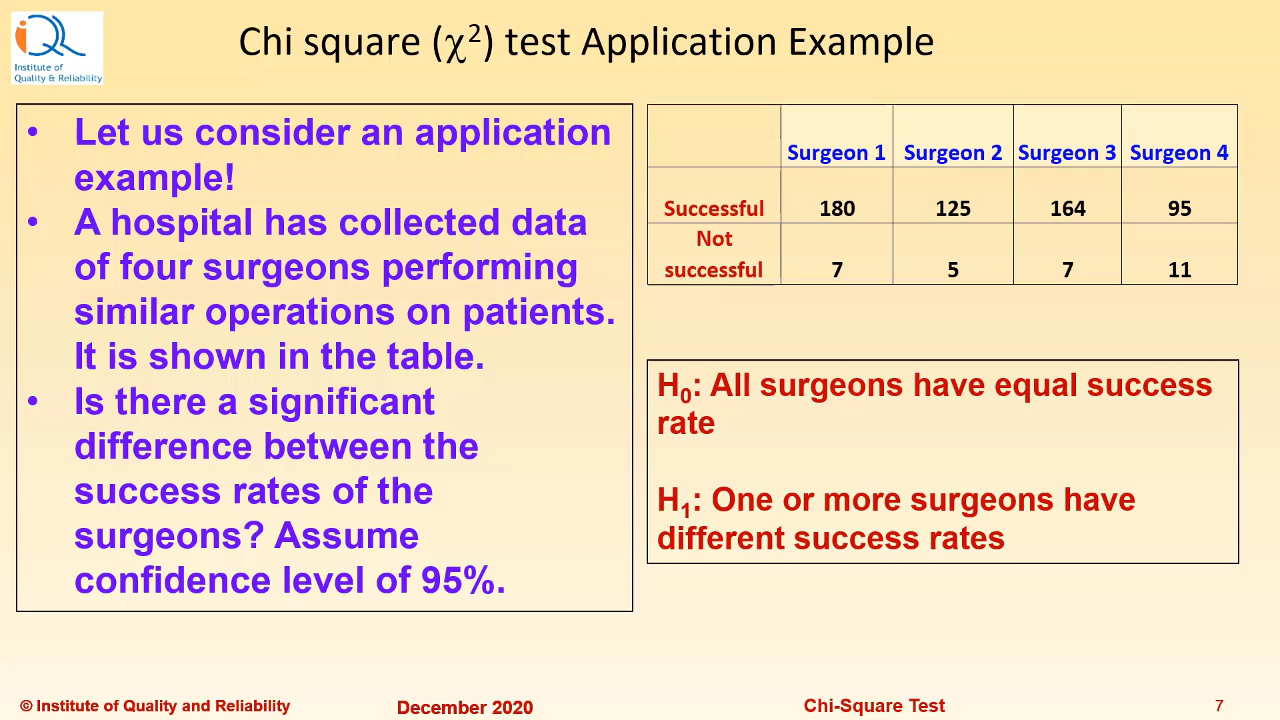 iQ
Institute of
Quality & Reliability
Chi square (χ²) test Application Example
• Let us consider an application
example!
• A hospital has collected data
of four surgeons performing
similar operations on patients.
It is shown in the table.
• Is there a significant
difference between the
success rates of the
surgeons? Assume
confidence level of 95%.
Surgeon 1 Surgeon 2 Surgeon 3 Surgeon 4
Successful 180 125 164 95
Not
successful 7 5 7 11
H₀: All surgeons have equal success
rate
H₁: One or more surgeons have
different success rates
© Institute of Quality and Reliability December 2020 Chi-Square Test 7